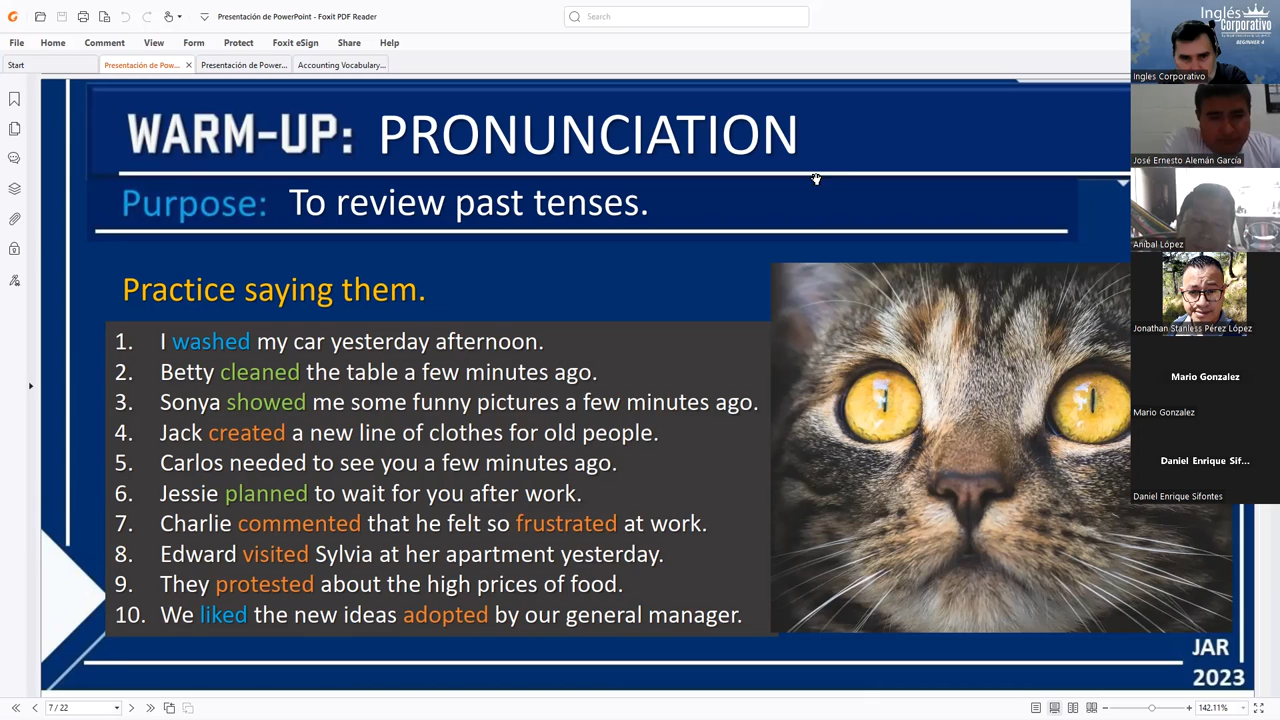 Presentación de PowerPoint - Foxit PDF Reader
Search
File Home Comment View Form Protect Foxit eSign Share Help
Start Presentación de Pow... Presentación de Power... Accounting Vocabulary...
WARM-UP: PRONUNCIATION
Purpose: To review past tenses.
Practice saying them.
1. I washed my car yesterday afternoon.
2. Betty cleaned the table a few minutes ago.
3. Sonya showed me some funny pictures a few minutes ago.
4. Jack created a new line of clothes for old people.
5. Carlos needed to see you a few minutes ago.
6. Jessie planned to wait for you after work.
7. Charlie commented that he felt so frustrated at work.
8. Edward visited Sylvia at her apartment yesterday.
9. They protested about the high prices of food.
10. We liked the new ideas adopted by our general manager.
JAR
2023
Inglés
Corporativo
BEGINNER 4
Ingles Corporativo
José Ernesto Alemán García
Anibal López
Jonathan Stanless Pérez López
Mario Gonzalez
Mario Gonzalez
Daniel Enrique Sif...
Daniel Enrique Sifontes
7 / 22
142.11%